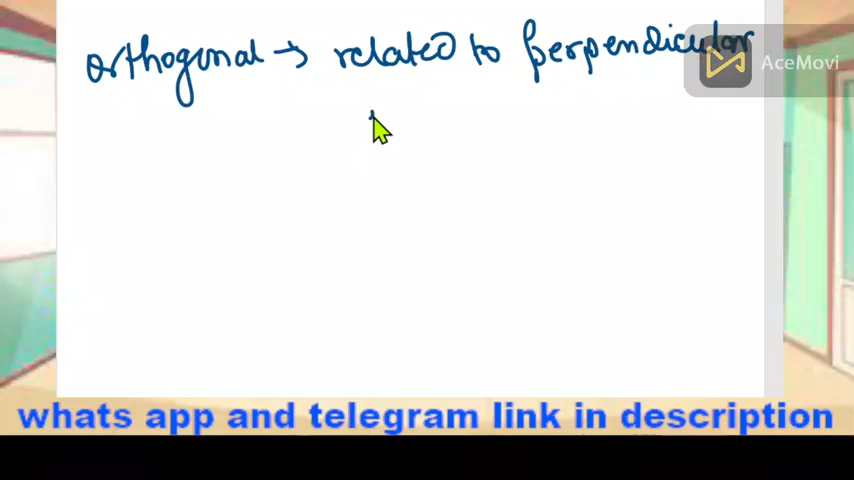 orthogonal → related to perpendicular
AceMovi
whats app and telegram link in description